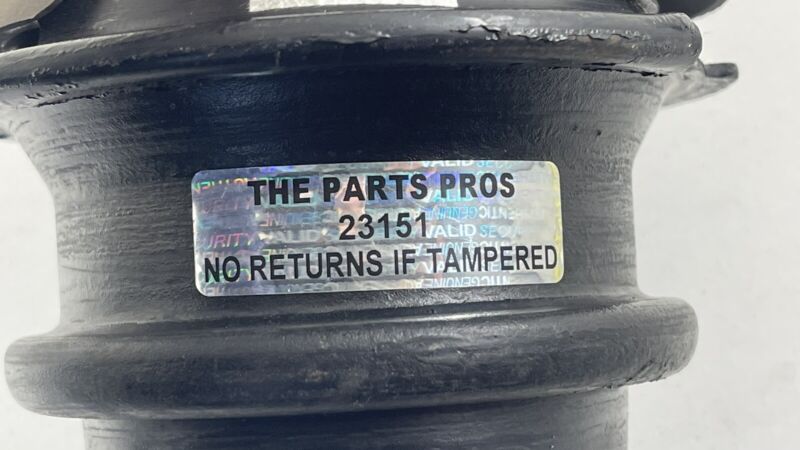 THE PARTS PROS
23151
NO RETURNS IF TAMPERED